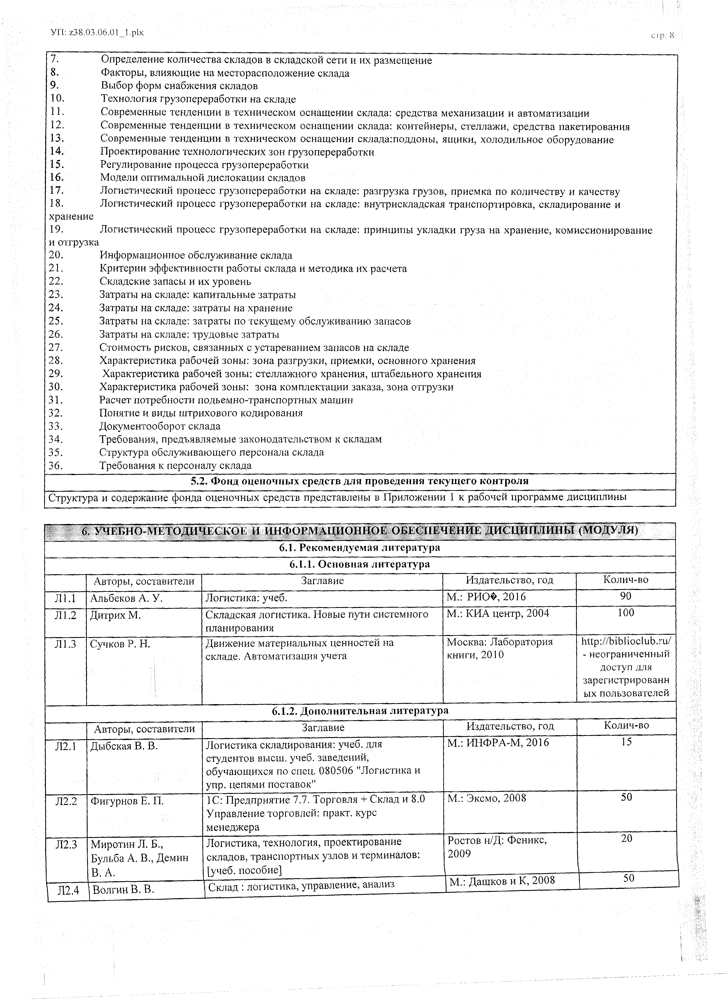 УП: z38.03.06.01_1.plx
стр. 8
7. Определение количества складов в складской сети и их размещение
8. Факторы, влияющие на месторасположение склада
9. Выбор форм снабжения складов
10. Технология грузопереработки на складе
11. Современные тенденции в техническом оснащении склада: средства механизации и автоматизации
12. Современные тенденции в техническом оснащении склада: контейнеры, стеллажи, средства пакетирования
13. Современные тенденции в техническом оснащении склада:поддоны, ящики, холодильное оборудование
14. Проектирование технологических зон грузопереработки
15. Регулирование процесса грузопереработки
16. Модели оптимальной дислокации складов
17. Логистический процесс грузопереработки на складе: разгрузка грузов, приемка по количеству и качеству
18. Логистический процесс грузопереработки на складе: внутрискладская транспортировка, складирование и
хранение
19. Логистический процесс грузопереработки на складе: принципы укладки груза на хранение, комиссионирование
и отгрузка
20. Информационное обслуживание склада
21. Критерии эффективности работы склада и методика их расчета
22. Складские запасы и их уровень
23. Затраты на складе: капитальные затраты
24. Затраты на складе: затраты на хранение
25. Затраты на складе: затраты по текущему обслуживанию запасов
26. Затраты на складе: трудовые затраты
27. Стоимость рисков, связанных с устареванием запасов на складе
28. Характеристика рабочей зоны: зона разгрузки, приемки, основного хранения
29. Характеристика рабочей зоны: стеллажного хранения, штабельного хранения
30. Характеристика рабочей зоны: зона комплектации заказа, зона отгрузки
31. Расчет потребности подьемно-транспортных машин
32. Понятие и виды штрихового кодирования
33. Документооборот склада
34. Требования, предъявляемые законодательством к складам
35. Структура обслуживающего персонала склада
36. Требования к персоналу склада
5.2. Фонд оценочных средств для проведения текущего контроля
Структура и содержание фонда оценочных средств представлены в Приложении 1 к рабочей программе дисциплины
6. УЧЕБНО-МЕТОДИЧЕСКОЕ И ИНФОРМАЦИОННОЕ ОБЕСПЕЧЕНИЕ ДИСЦИПЛИНЫ (МОДУЛЯ)
6.1. Рекомендуемая литература
6.1.1. Основная литература
Авторы, составители Заглавие Издательство, год Колич-во
Л1.1 Альбеков А. У. Логистика: учеб. М.: РИО�, 2016 90
Л1.2 Дитрих М. Складская логистика. Новые пути системного М.: КИА центр, 2004 100
планирования
Л1.3 Сучков Р. Н. Движение материальных ценностей на Москва: Лаборатория http://biblioclub.ru/
складе. Автоматизация учета книги, 2010 - неограниченный
доступ для
зарегистрированн
ых пользователей
6.1.2. Дополнительная литература
Авторы, составители Заглавие Издательство, год Колич-во
Л2.1 Дыбская В. В. Логистика складирования: учеб. для М.: ИНФРА-М, 2016 15
студентов высш. учеб. заведений,
обучающихся по спец. 080506 "Логистика и
упр. цепями поставок"
Л2.2 Фигурнов Е. П. 1С: Предприятие 7.7. Торговля + Склад и 8.0 М.: Эксмо, 2008 50
Управление торговлей: практ. курс
менеджера
Л2.3 Миротин Л. Б., Логистика, технология, проектирование Ростов н/Д: Феникс, 20
Бульба А. В., Демин складов, транспортных узлов и терминалов: 2009
В. А. [учеб. пособие]
Л2.4 Волгин В. В. Склад : логистика, управление, анализ М.: Дашков и К, 2008 50